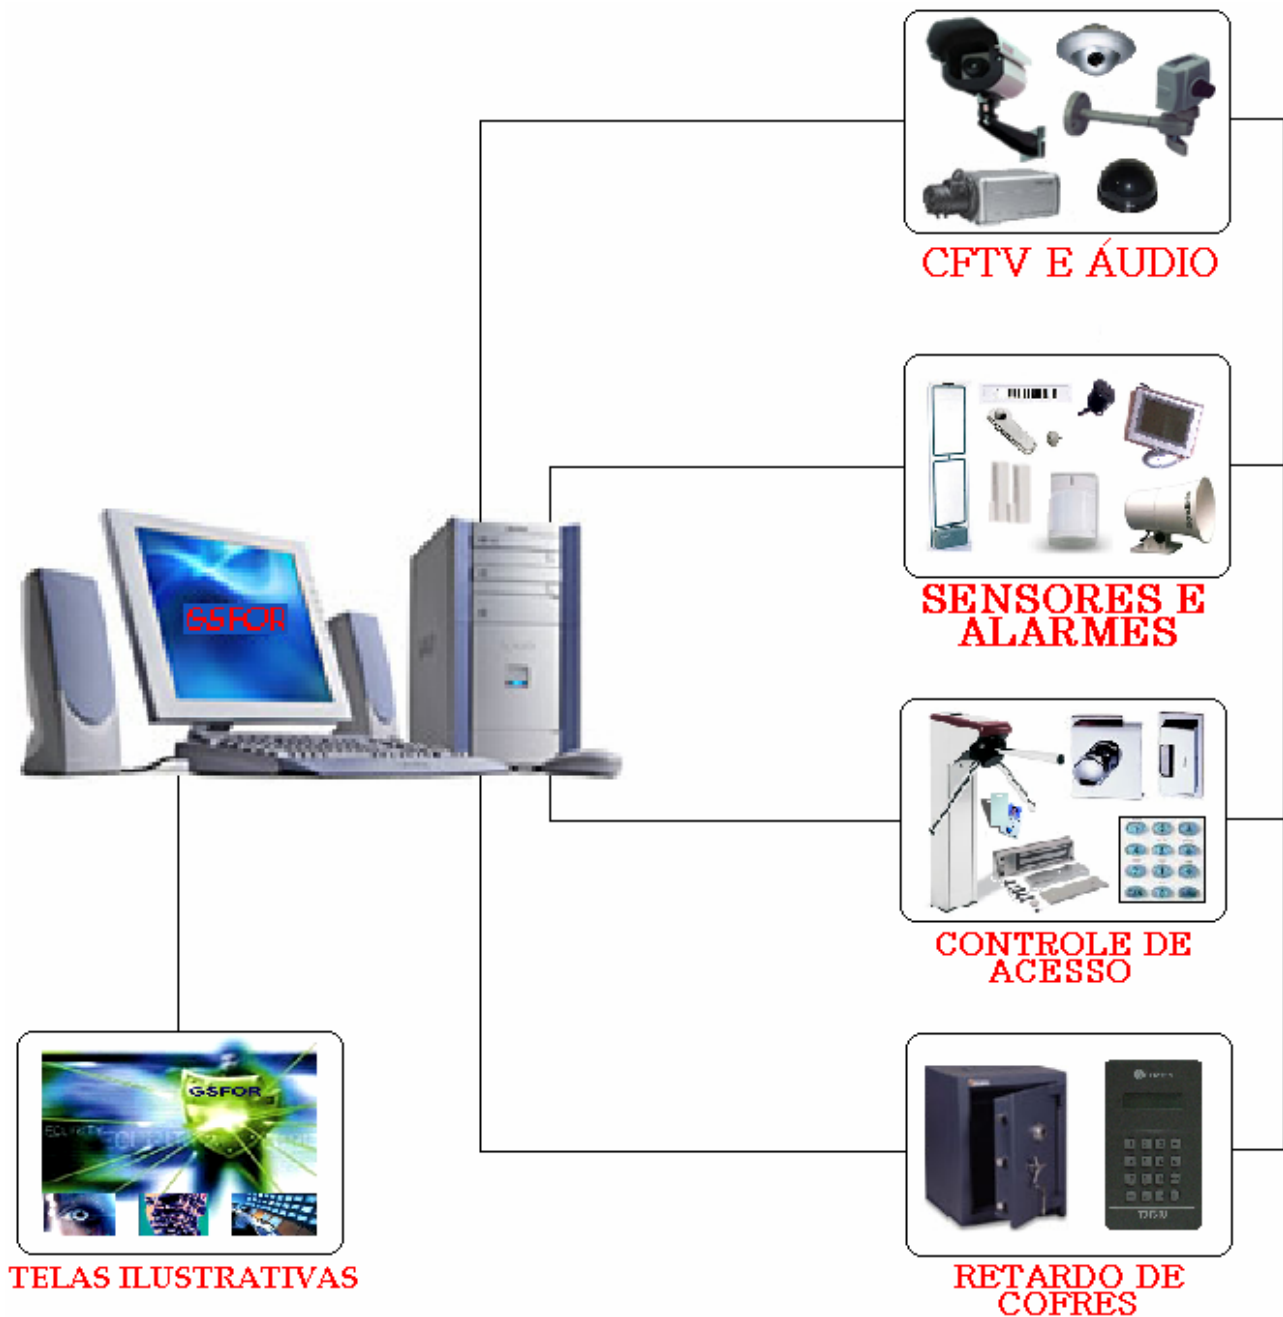 CFTV E ÁUDIO
SENSORES E
ALARMES
GSFOR
CONTROLE DE
ACESSO
GSFOR
TELAS ILUSTRATIVAS
RETARDO DE
COFRES